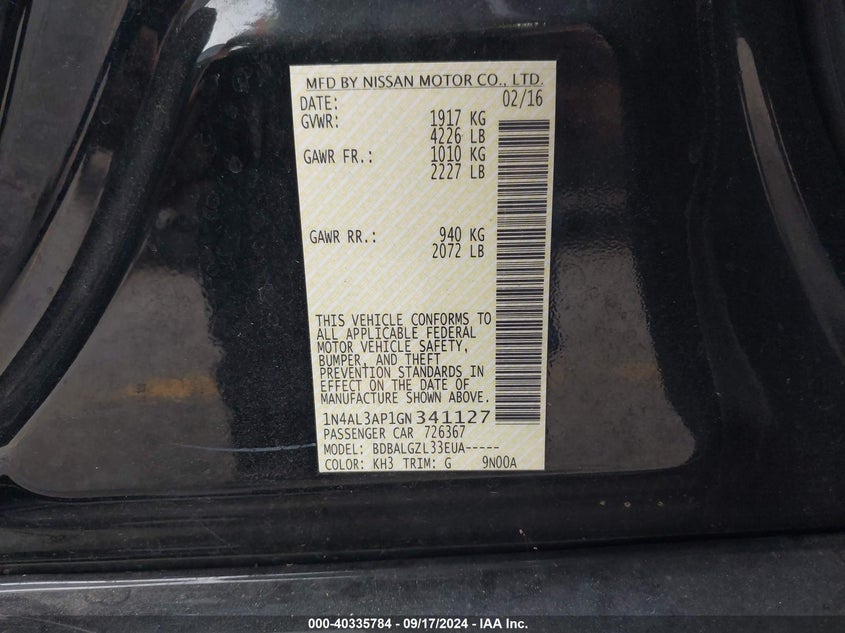 MFD BY NISSAN MOTOR CO., LTD.
DATE: 02/16
GVWR: 1917 KG
4226 LB
GAWR FR.: 1010 KG
2227 LB
GAWR RR.: 940 KG
2072 LB
THIS VEHICLE CONFORMS TO
ALL APPLICABLE FEDERAL
MOTOR VEHICLE SAFETY,
BUMPER, AND THEFT
PREVENTION STANDARDS IN
EFFECT ON THE DATE OF
MANUFACTURE SHOWN ABOVE.
1N4AL3AP1GN 341127
PASSENGER CAR 726367
MODEL: BDBALGZL33EUA-----
COLOR: KH3 TRIM: G 9N00A
000-40335784 - 09/17/2024 - IAA Inc.